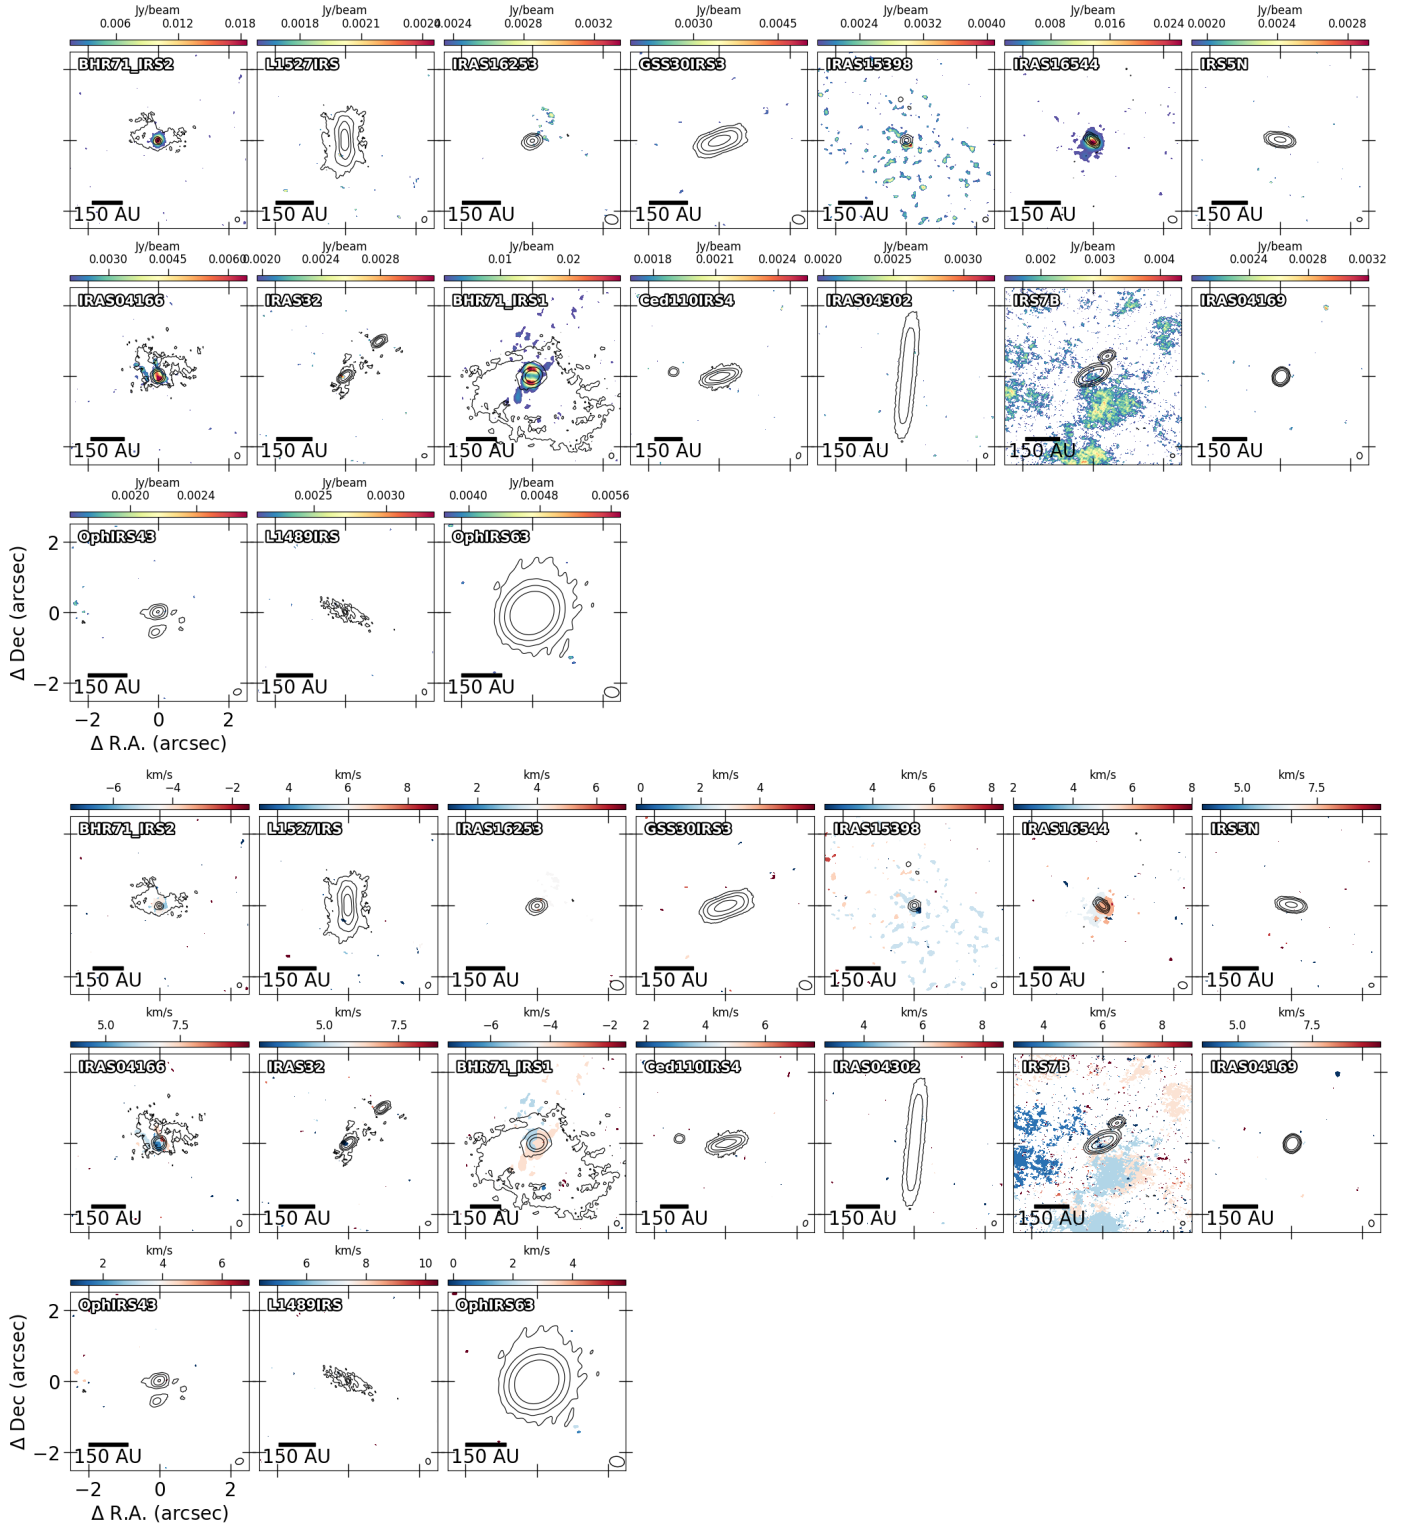 Jy/beam Jy/beam Jy/beam Jy/beam Jy/beam Jy/beam Jy/beam
0.006 0.012 0.018 0.0018 0.0021 0.0024 0.0024 0.0028 0.0032 0.0030 0.0045 0.0024 0.0032 0.0040 0.008 0.016 0.024 0.0020 0.0024 0.0028
BHR71_IRS2 L1527IRS IRAS16253 GSS30IRS3 IRAS15398 IRAS16544 IRS5N
150 AU 150 AU 150 AU 150 AU 150 AU 150 AU 150 AU
Jy/beam Jy/beam Jy/beam Jy/beam Jy/beam Jy/beam Jy/beam
0.0030 0.0045 0.0060 0.0020 0.0024 0.0028 0.01 0.02 0.0018 0.0021 0.0024 0.0020 0.0025 0.0030 0.002 0.003 0.004 0.0024 0.0028 0.0032
IRAS04166 IRAS32 BHR71_IRS1 Ced110IRS4 IRAS04302 IRS7B IRAS04169
150 AU 150 AU 150 AU 150 AU 150 AU 150 AU 150 AU
Jy/beam Jy/beam Jy/beam
0.0020 0.0024 0.0025 0.0030 0.0040 0.0048 0.0056
OphIRS43 L1489IRS OphIRS63
2
0
−2
Δ Dec (arcsec)
150 AU 150 AU 150 AU
−2 0 2
Δ R.A. (arcsec)
km/s km/s km/s km/s km/s km/s km/s
−6 −4 −2 4 6 8 2 4 6 0 2 4 4 6 8 2 4 6 8 5.0 7.5
BHR71_IRS2 L1527IRS IRAS16253 GSS30IRS3 IRAS15398 IRAS16544 IRS5N
150 AU 150 AU 150 AU 150 AU 150 AU 150 AU 150 AU
km/s km/s km/s km/s km/s km/s km/s
5.0 7.5 5.0 7.5 −6 −4 −2 2 4 6 4 6 8 4 6 8 5.0 7.5
IRAS04166 IRAS32 BHR71_IRS1 Ced110IRS4 IRAS04302 IRS7B IRAS04169
150 AU 150 AU 150 AU 150 AU 150 AU 150 AU 150 AU
km/s km/s km/s
2 4 6 6 8 10 0 2 4
OphIRS43 L1489IRS OphIRS63
2
0
−2
Δ Dec (arcsec)
150 AU 150 AU 150 AU
−2 0 2
Δ R.A. (arcsec)